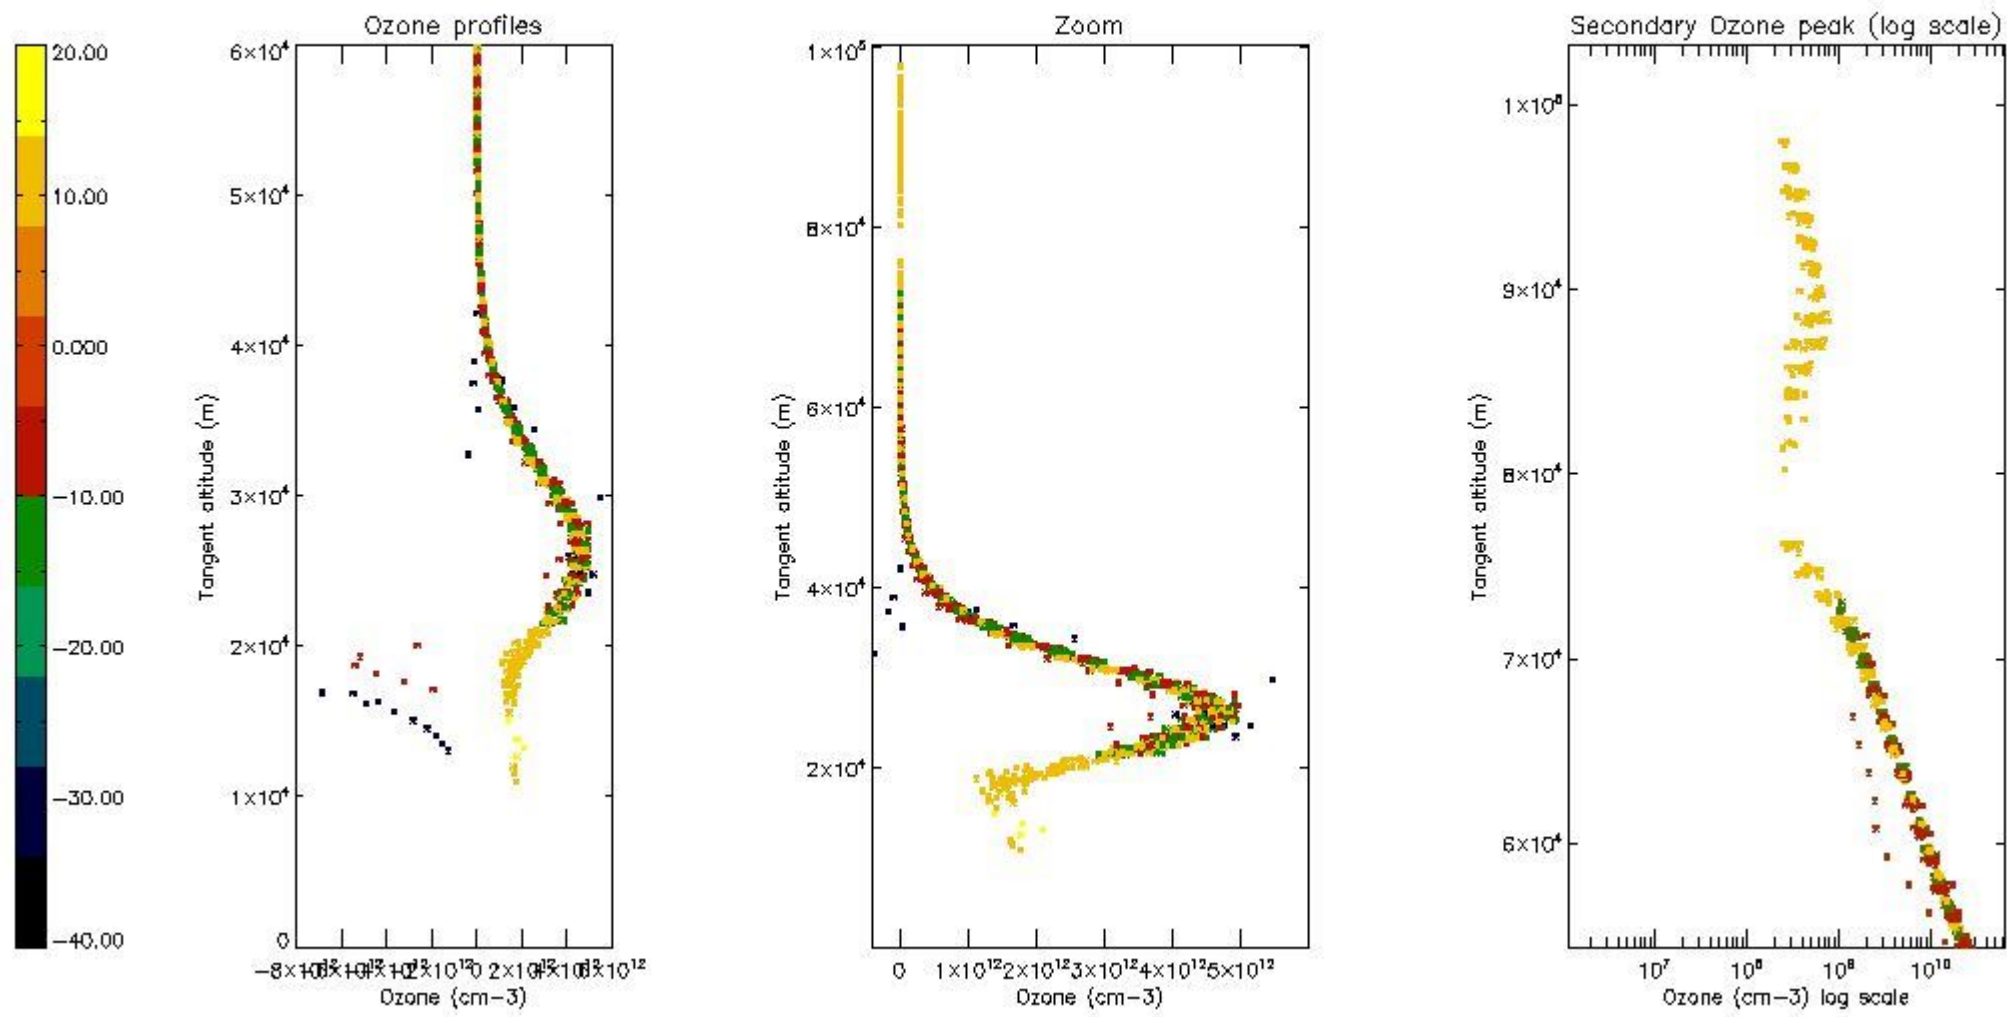 Ozone profiles
Zoom
Secondary Ozone peak (log scale)
20.00
10.00
0.000
−10.00
−20.00
−30.00
−40.00
Tangent altitude (m)
6×10⁴
5×10⁴
4×10⁴
3×10⁴
2×10⁴
1×10⁴
0
0
6×10¹²
Ozone (cm−3)
Tangent altitude (m)
1×10⁵
8×10⁴
6×10⁴
4×10⁴
2×10⁴
0 1×10¹² 2×10¹² 3×10¹² 4×10¹² 5×10¹²
Ozone (cm−3)
Tangent altitude (m)
9×10⁴
8×10⁴
7×10⁴
6×10⁴
10⁷ 10⁸ 10⁹ 10¹⁰
Ozone (cm−3) log scale